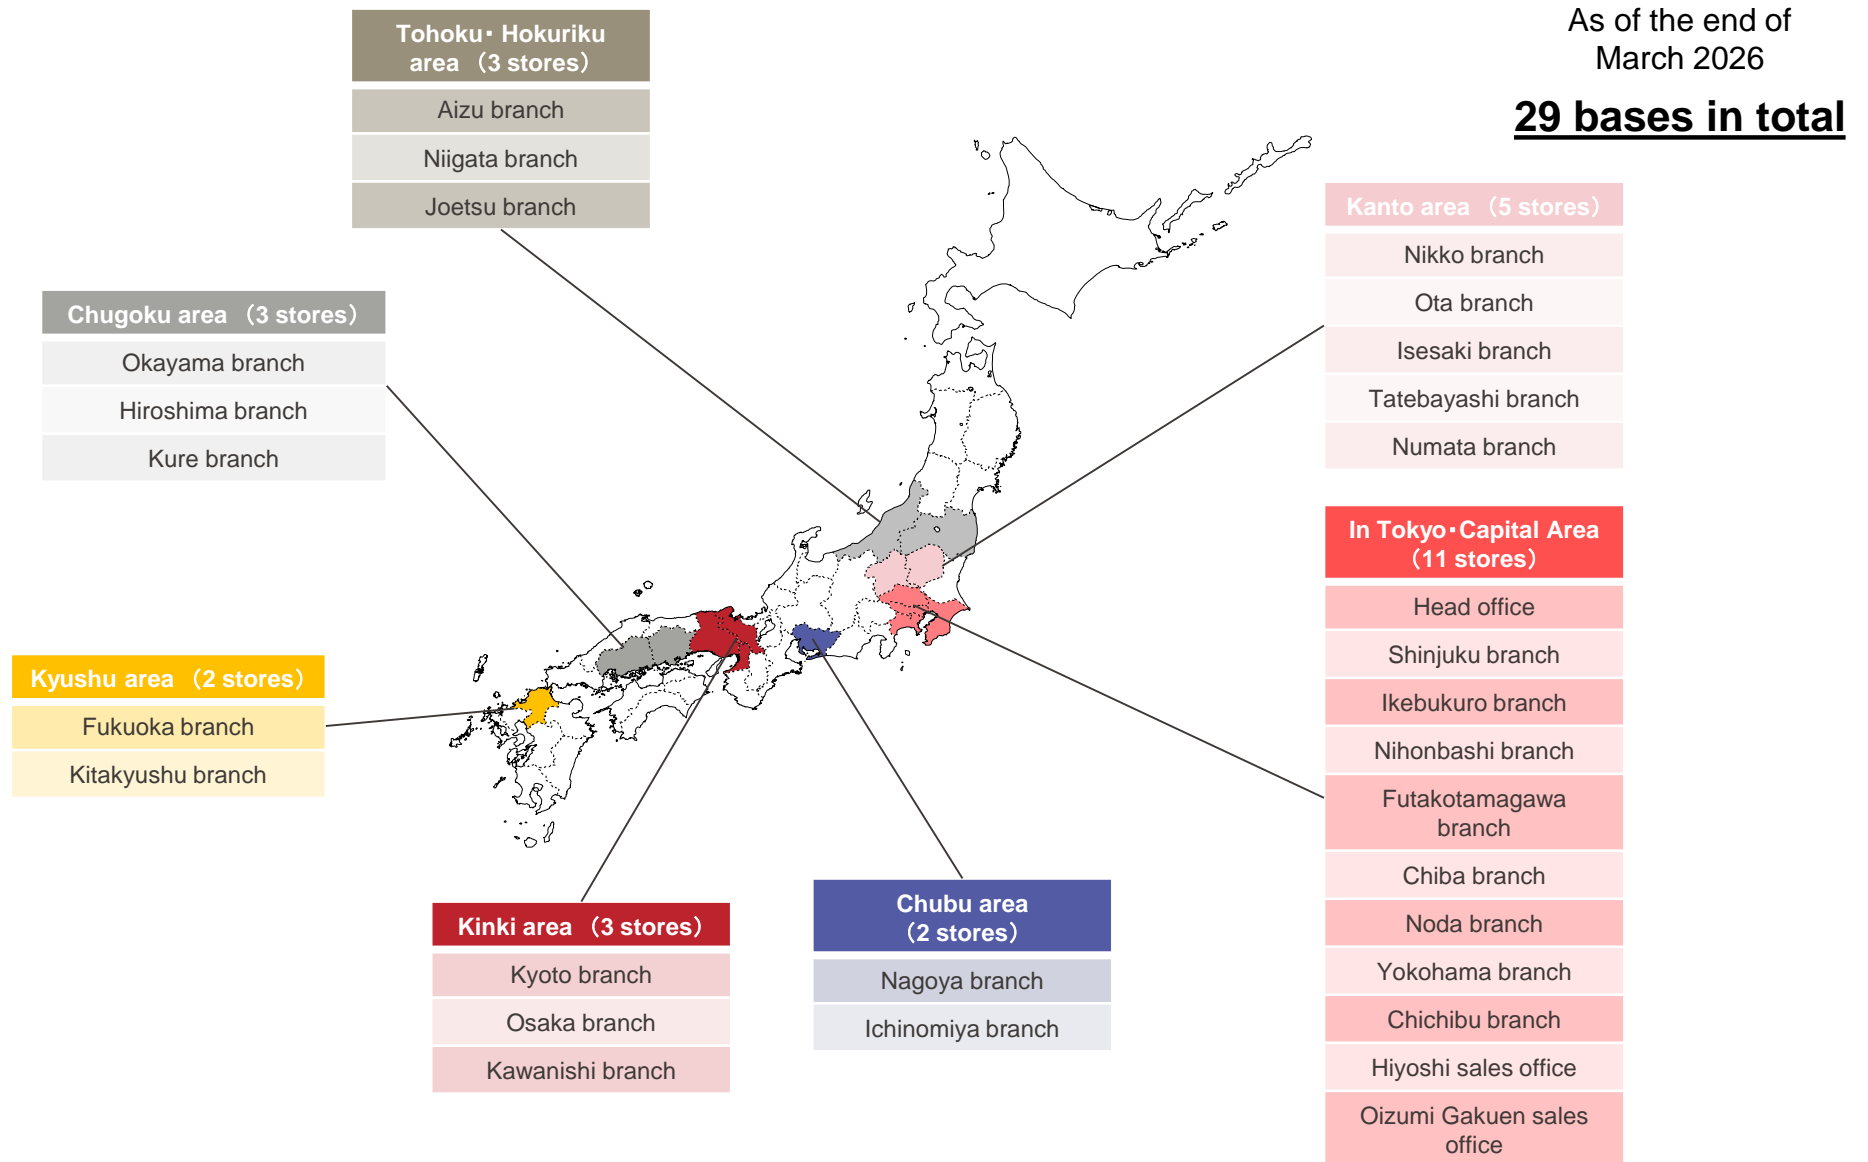 As of the end of
March 2026
29 bases in total
Tohoku・Hokuriku
area （3 stores）
Aizu branch
Niigata branch
Joetsu branch
Chugoku area （3 stores）
Okayama branch
Hiroshima branch
Kure branch
Kyushu area （2 stores）
Fukuoka branch
Kitakyushu branch
Kinki area （3 stores）
Kyoto branch
Osaka branch
Kawanishi branch
Chubu area
（2 stores）
Nagoya branch
Ichinomiya branch
Kanto area （5 stores）
Nikko branch
Ota branch
Isesaki branch
Tatebayashi branch
Numata branch
In Tokyo・Capital Area
（11 stores）
Head office
Shinjuku branch
Ikebukuro branch
Nihonbashi branch
Futakotamagawa
branch
Chiba branch
Noda branch
Yokohama branch
Chichibu branch
Hiyoshi sales office
Oizumi Gakuen sales
office